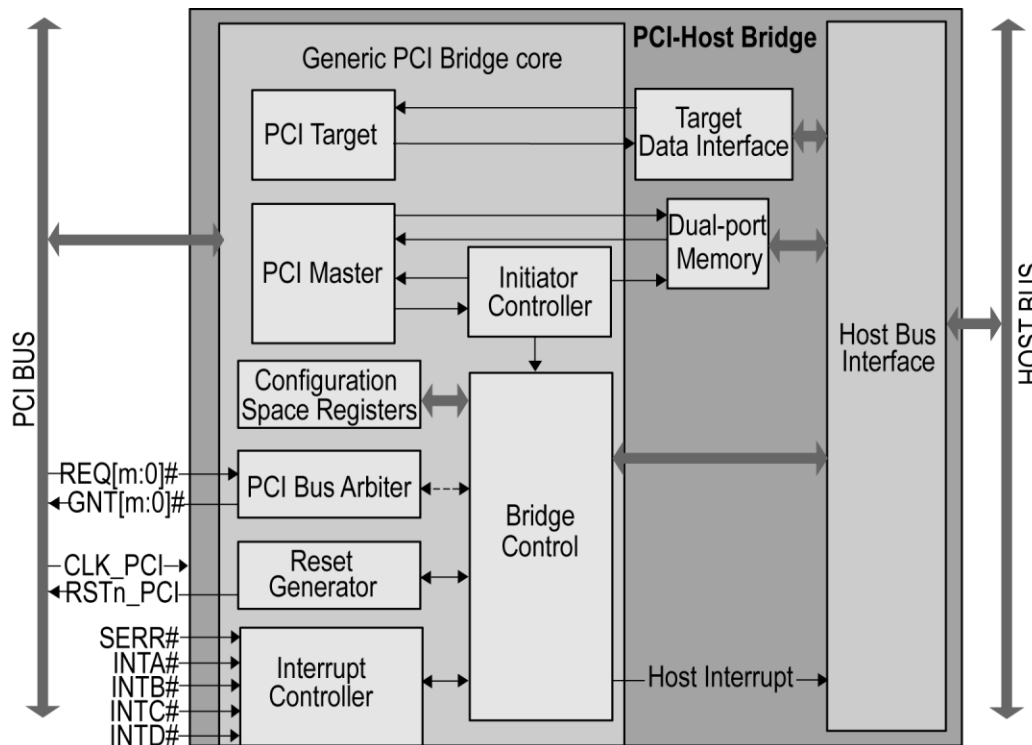 PCI-Host Bridge
Generic PCI Bridge core
PCI Target
Target
Data Interface
PCI Master
Dual-port
Memory
Initiator
Controller
Host Bus
Interface
PCI BUS
HOST BUS
Configuration
Space Registers
REQ[m:0]#
GNT[m:0]#
PCI Bus Arbiter
Bridge
Control
CLK_PCI
RSTn_PCI
Reset
Generator
SERR#
INTA#
INTB#
INTC#
INTD#
Interrupt
Controller
Host Interrupt